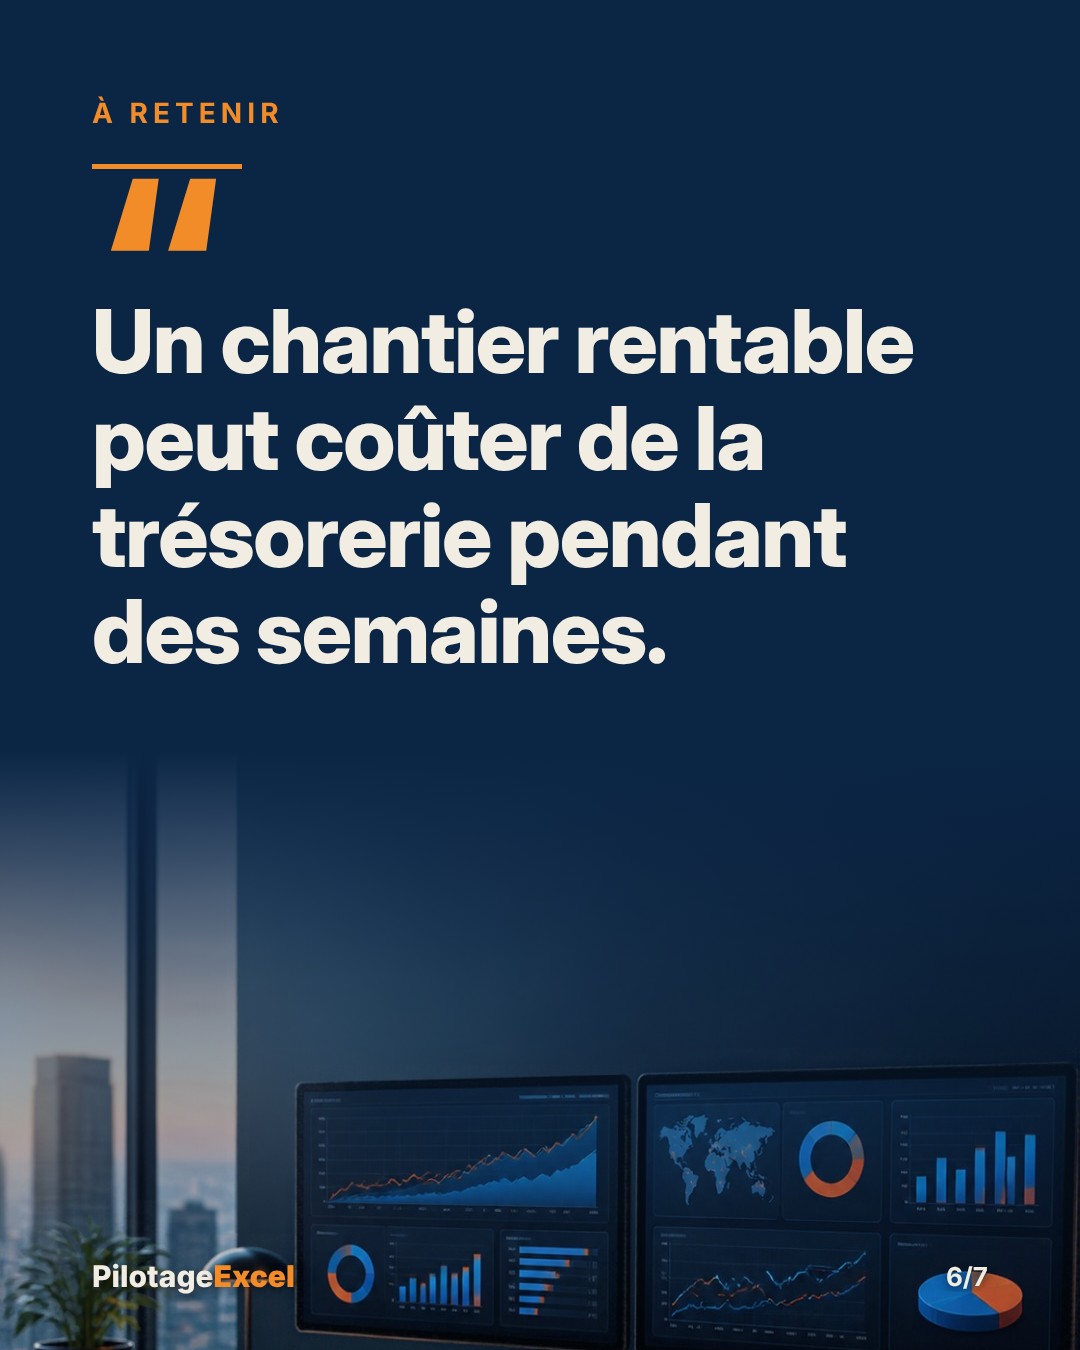 À RETENIR
"
Un chantier rentable
peut coûter de la
trésorerie pendant
des semaines.
PilotageExcel
6/7